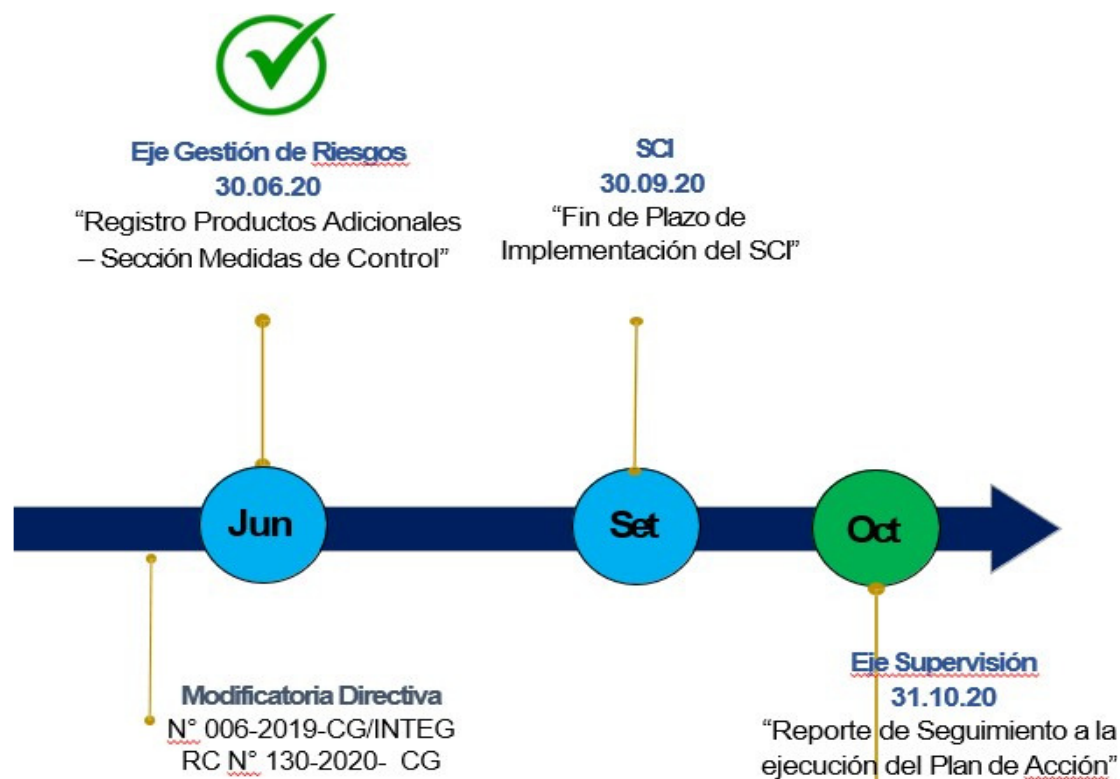 Eje Gestión de Riesgos
30.06.20
“Registro Productos Adicionales
– Sección Medidas de Control”
SCI
30.09.20
“Fin de Plazo de
Implementación del SCI”
Jun
Set
Oct
Modificatoria Directiva
N° 006-2019-CG/INTEG
RC N° 130-2020- CG
Eje Supervisión
31.10.20
“Reporte de Seguimiento a la
ejecución del Plan de Acción”